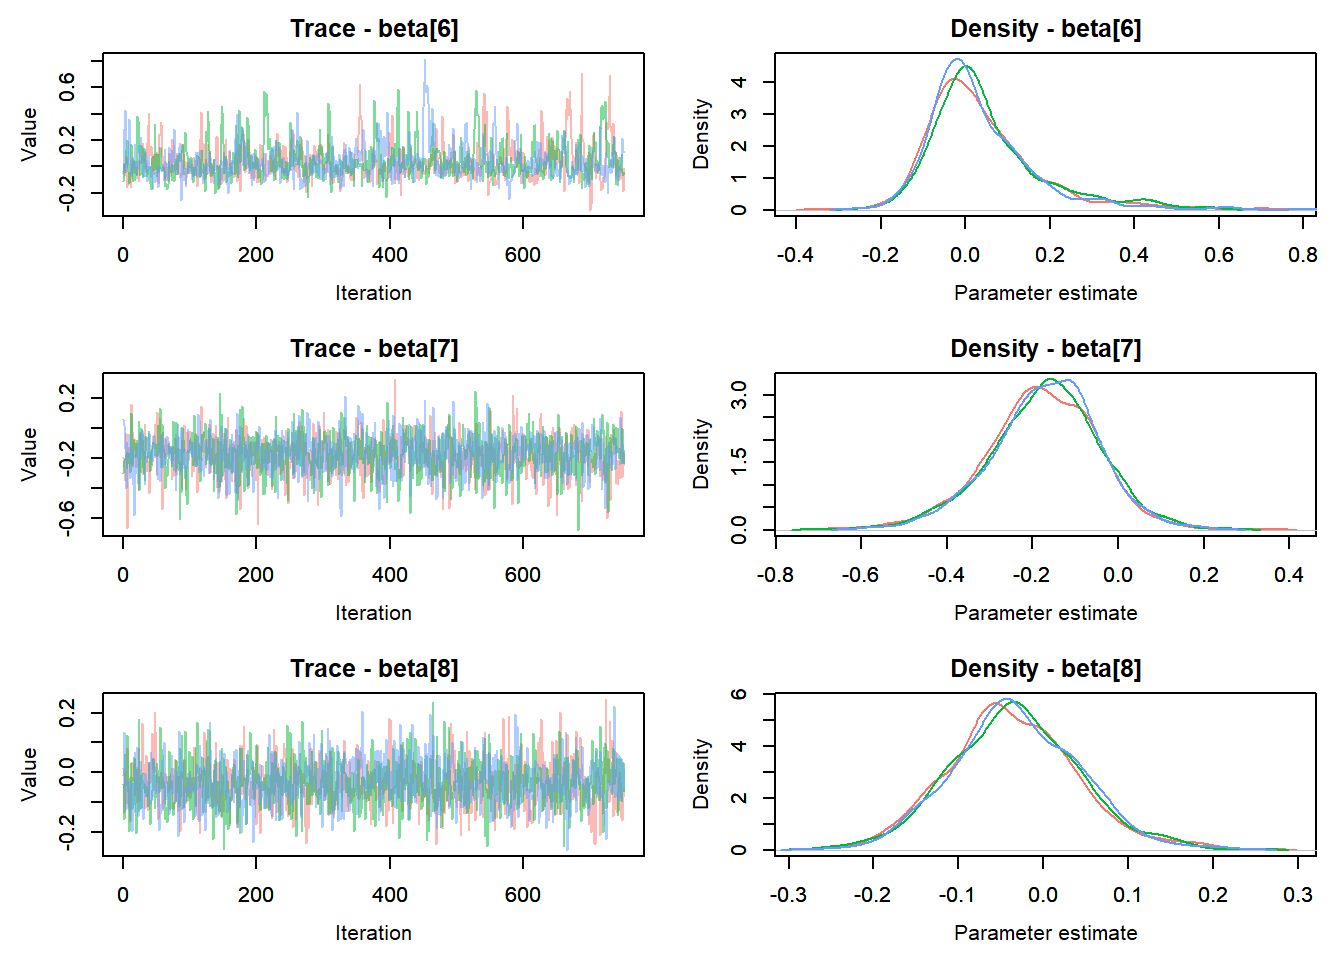 Trace - beta[6]
Value
-0.2 0.2 0.6
0 200 400 600
Iteration
Density - beta[6]
Density
0 1 2 3 4
-0.4 -0.2 0.0 0.2 0.4 0.6 0.8
Parameter estimate
Trace - beta[7]
Value
-0.6 -0.2 0.2
0 200 400 600
Iteration
Density - beta[7]
Density
0.0 1.5 3.0
-0.8 -0.6 -0.4 -0.2 0.0 0.2 0.4
Parameter estimate
Trace - beta[8]
Value
-0.2 0.0 0.2
0 200 400 600
Iteration
Density - beta[8]
Density
0 2 4 6
-0.3 -0.2 -0.1 0.0 0.1 0.2 0.3
Parameter estimate